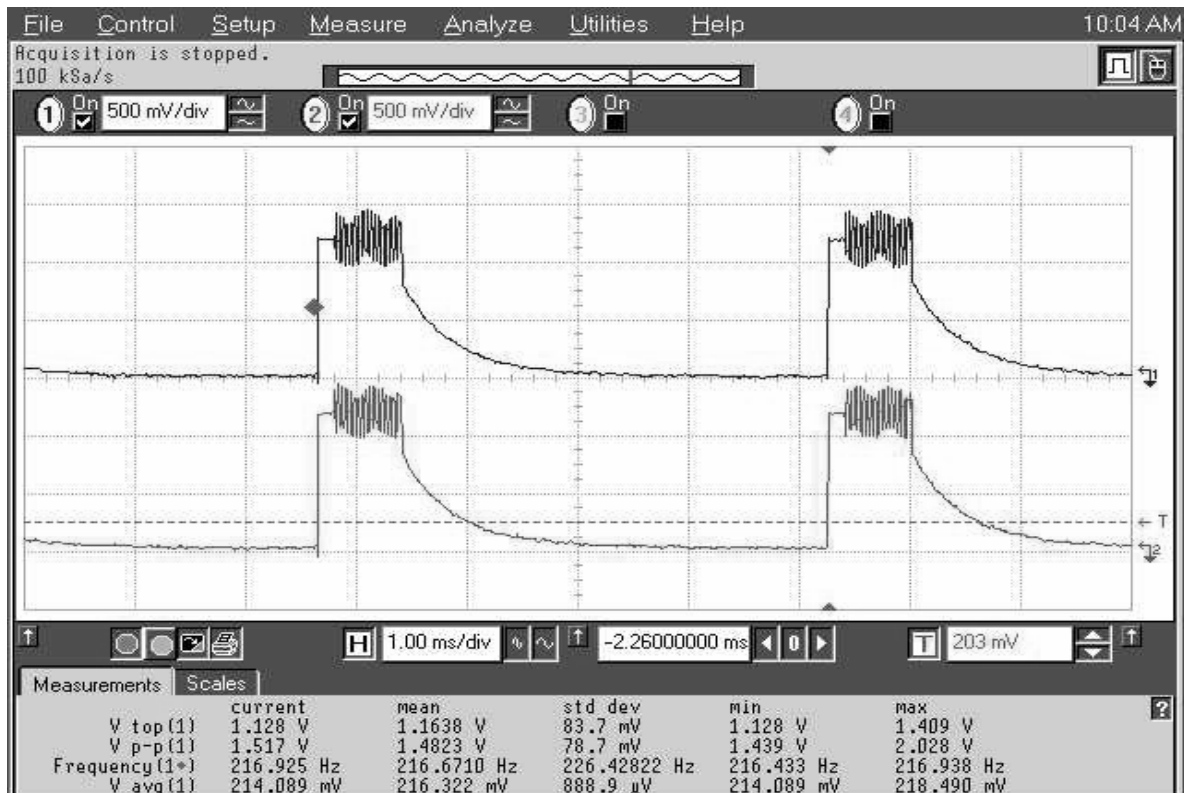 File Control Setup Measure Analyze Utilities Help 10:04 AM
Acquisition is stopped.
100 kSa/s
1 On 500 mV/div 2 On 500 mV/div 3 On 4 On
1
T
2
H 1.00 ms/div -2.26000000 ms 0 T 203 mV
Measurements Scales
current mean std dev min max
V top(1) 1.128 V 1.1638 V 83.7 mV 1.128 V 1.409 V
V p-p(1) 1.517 V 1.4823 V 78.7 mV 1.439 V 2.028 V
Frequency(1◆) 216.925 Hz 216.6710 Hz 226.42822 Hz 216.433 Hz 216.938 Hz
V avg(1) 214.089 mV 216.322 mV 888.9 µV 214.089 mV 218.490 mV
?